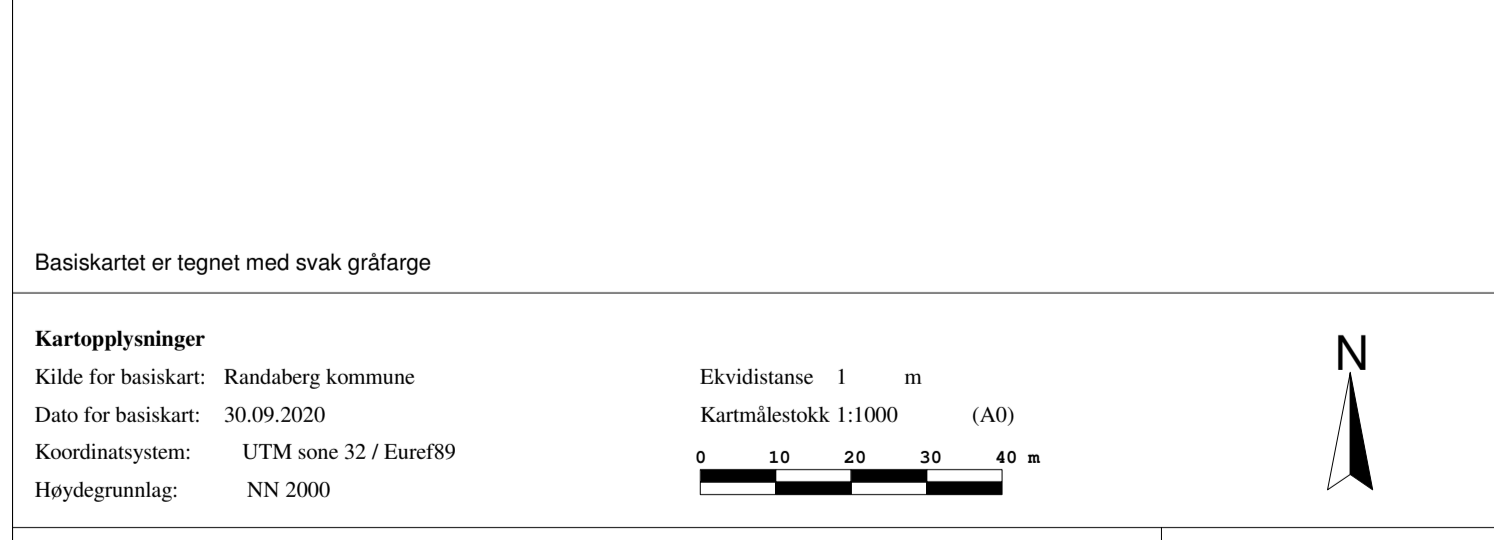 Basiskartet er tegnet med svak gråfarge
Kartopplysninger
Kilde for basiskart: Randaberg kommune
Dato for basiskart: 30.09.2020
Koordinatsystem: UTM sone 32 / Euref89
Høydegrunnlag: NN 2000
Ekvidistanse 1 m
Kartmålestokk 1:1000 (A0)
0 10 20 30 40 m
N